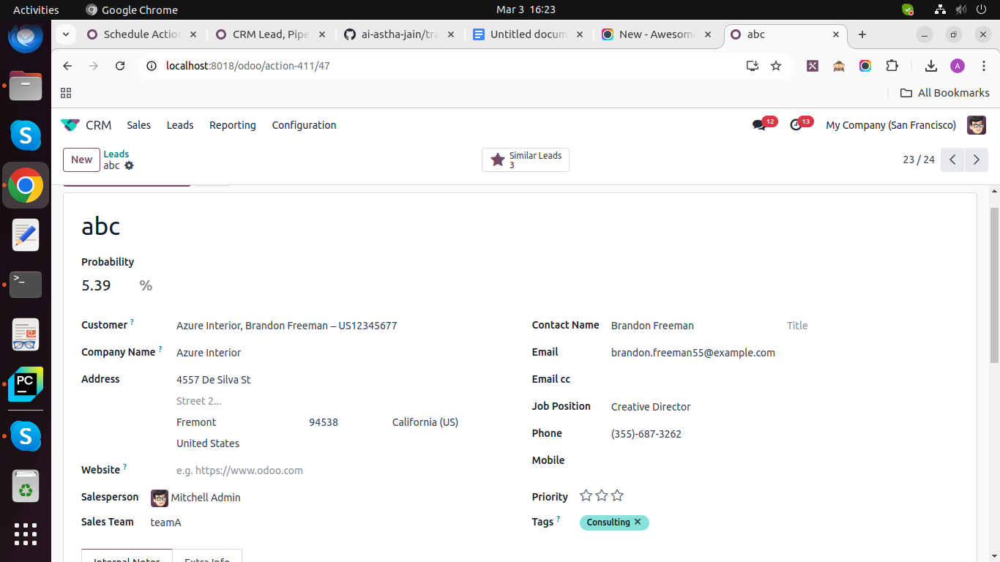 Activities Google Chrome Mar 3 16:23
Schedule Action CRM Lead, Pipe ai-astha-jain/tra Untitled docum New - Awesom abc
localhost:8018/odoo/action-411/47 A
All Bookmarks
CRM Sales Leads Reporting Configuration 12 13 My Company (San Francisco)
New Leads Similar Leads
abc 3 23 / 24
abc
Probability
5.39 %
Customer ? Azure Interior, Brandon Freeman – US12345677 Contact Name Brandon Freeman Title
Company Name ? Azure Interior Email brandon.freeman55@example.com
Address 4557 De Silva St Email cc
Street 2... Job Position Creative Director
Fremont 94538 California (US) Phone (355)-687-3262
United States
Website ? e.g. https://www.odoo.com Mobile
Salesperson Mitchell Admin Priority
Sales Team teamA Tags ? Consulting ✕
Internal Notes Extra Info
PC
>_